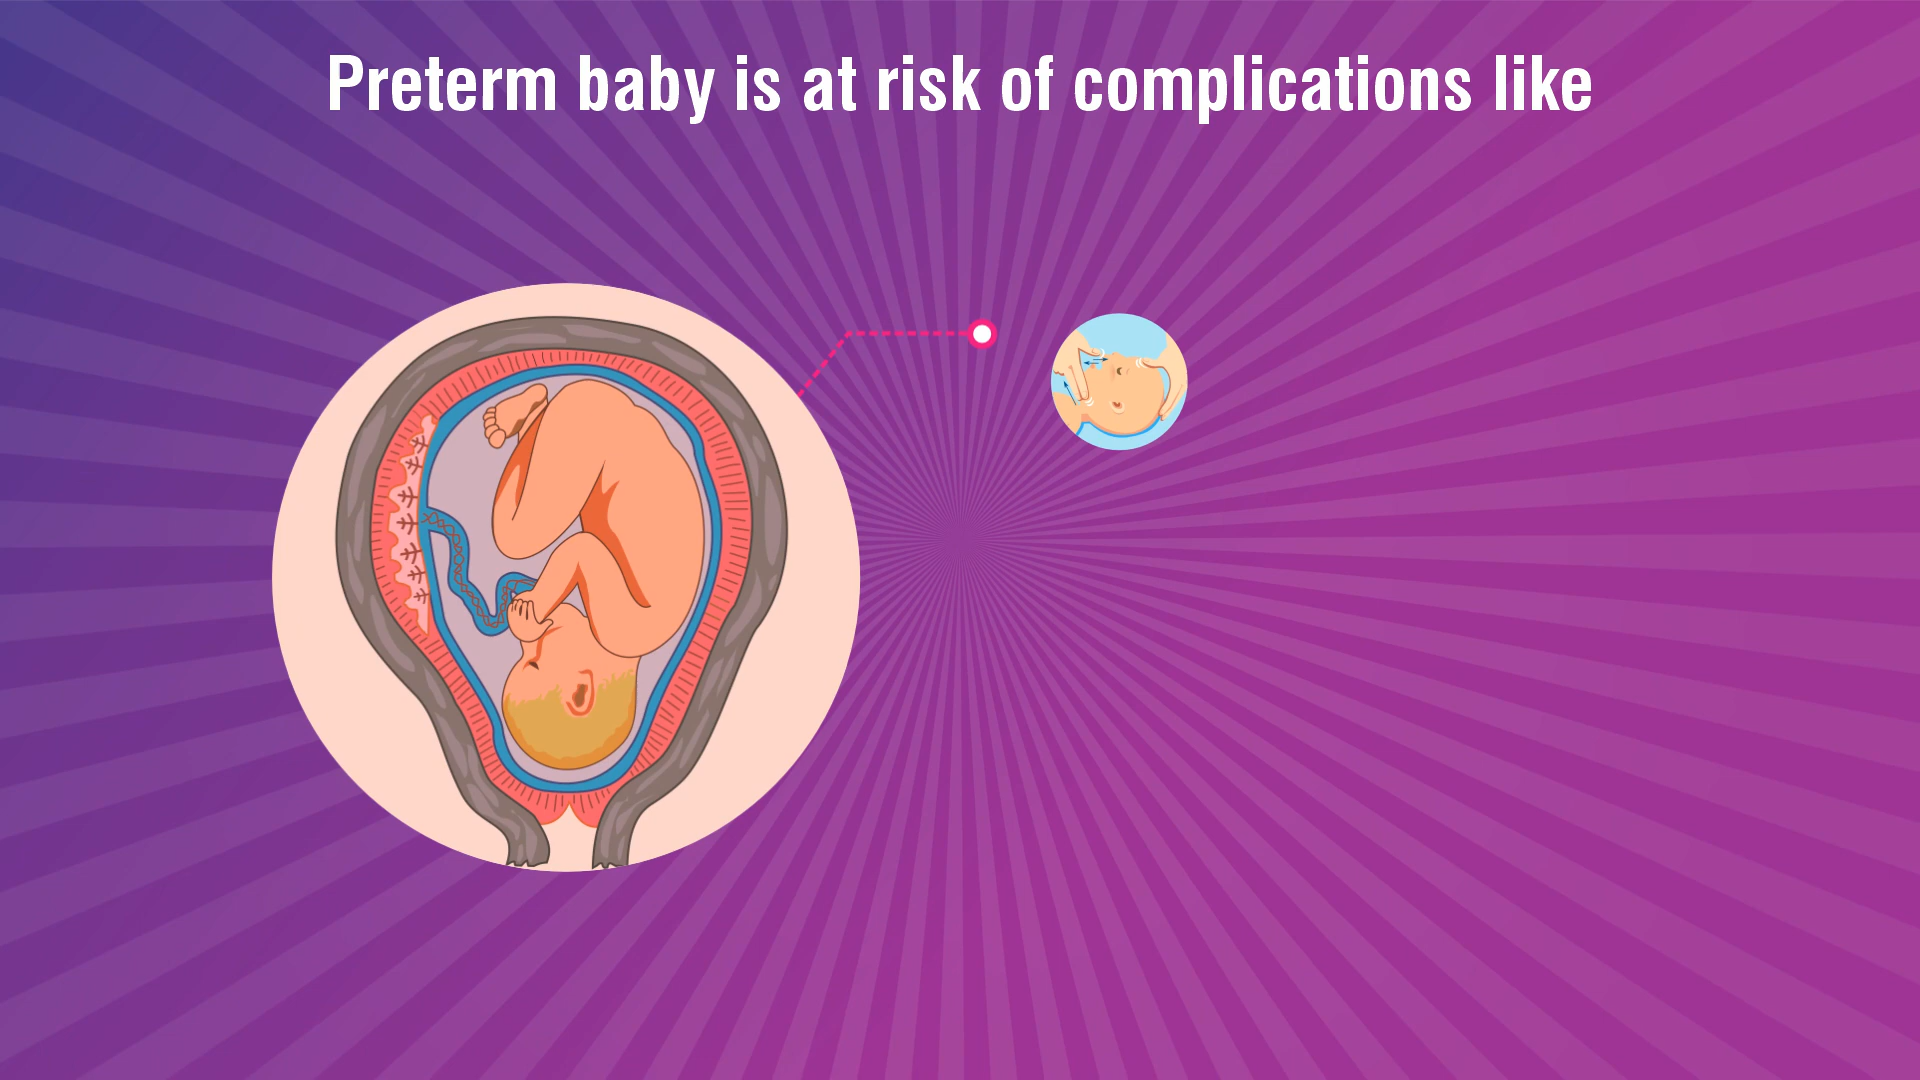 Preterm baby is at risk of complications like